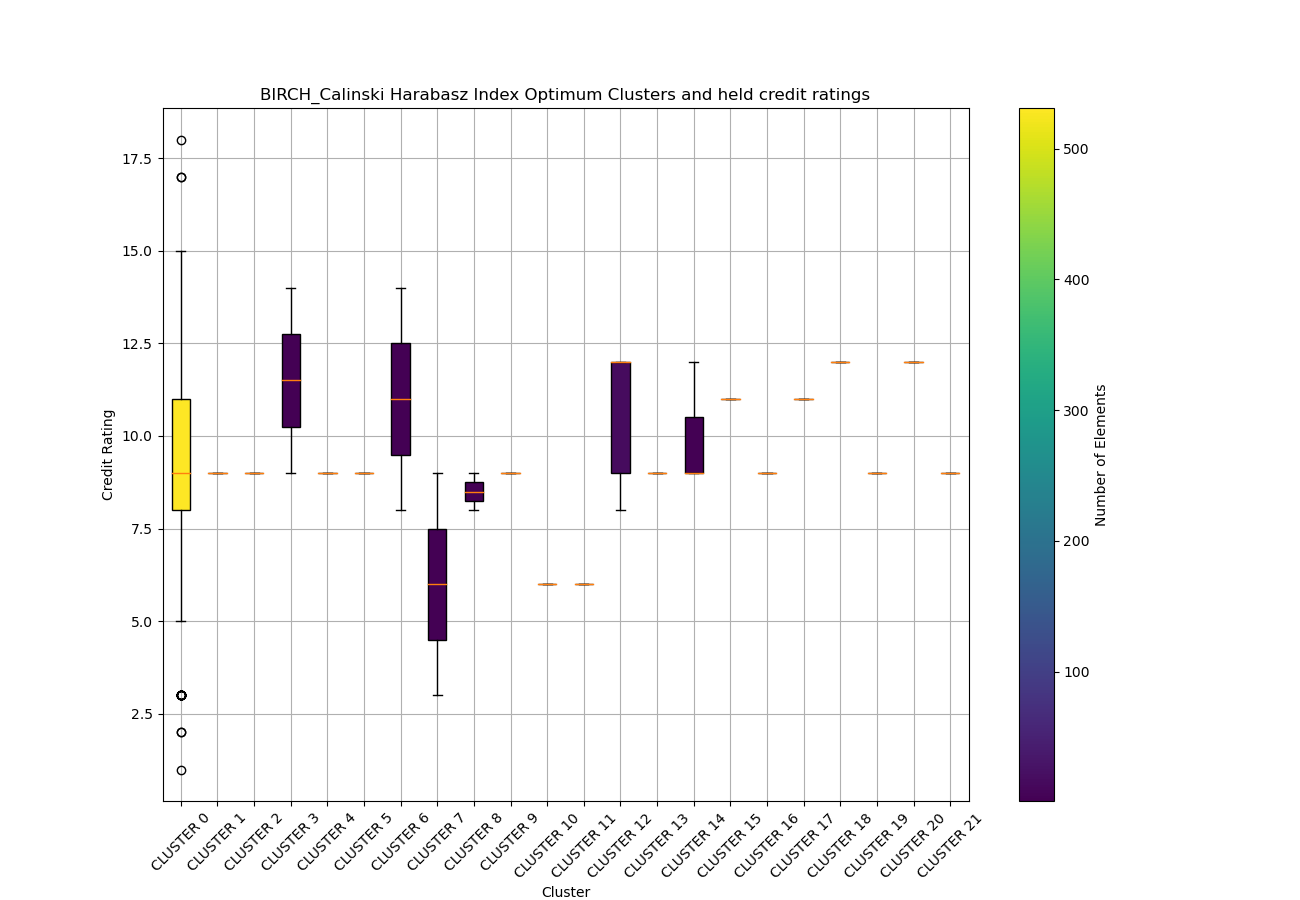 BIRCH_Calinski Harabasz Index Optimum Clusters and held credit ratings
17.5
15.0
12.5
10.0
7.5
5.0
2.5
Credit Rating
CLUSTER 0
CLUSTER 1
CLUSTER 2
CLUSTER 3
CLUSTER 4
CLUSTER 5
CLUSTER 6
CLUSTER 7
CLUSTER 8
CLUSTER 9
CLUSTER 10
CLUSTER 11
CLUSTER 12
CLUSTER 13
CLUSTER 14
CLUSTER 15
CLUSTER 16
CLUSTER 17
CLUSTER 18
CLUSTER 19
CLUSTER 20
CLUSTER 21
Cluster
500
400
300
200
100
Number of Elements